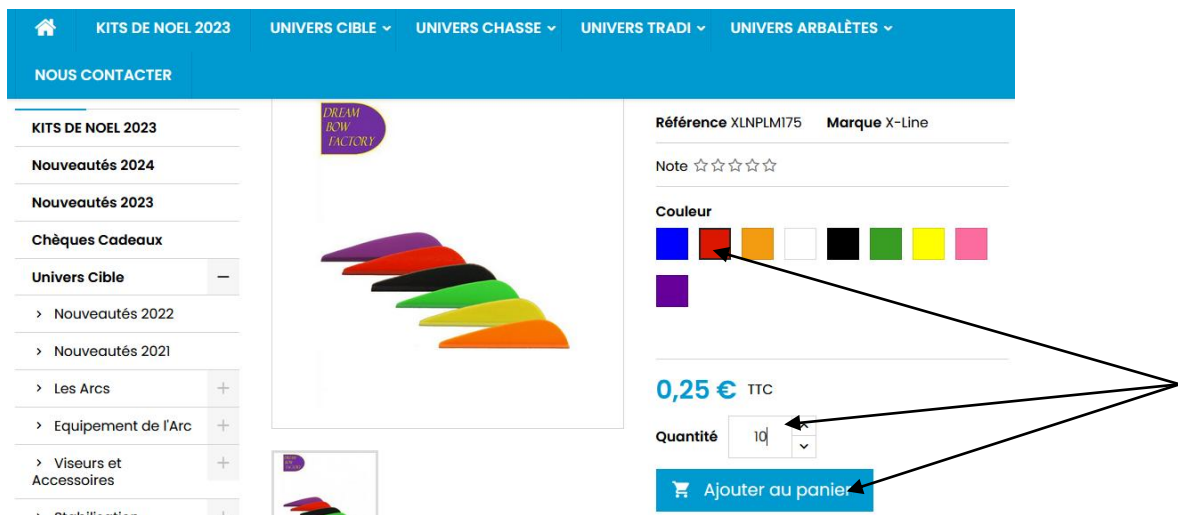 KITS DE NOEL 2023 UNIVERS CIBLE UNIVERS CHASSE UNIVERS TRADI UNIVERS ARBALÈTES
NOUS CONTACTER
KITS DE NOEL 2023
Nouveautés 2024
Nouveautés 2023
Chèques Cadeaux
Univers Cible −
> Nouveautés 2022
> Nouveautés 2021
> Les Arcs +
> Equipement de l'Arc +
> Viseurs et +
Accessoires
> Stabilisation +
DREAM
BOW
FACTORY
Référence XLNPLM175 Marque X-Line
Note
Couleur
0,25 € TTC
Quantité 10
Ajouter au panier